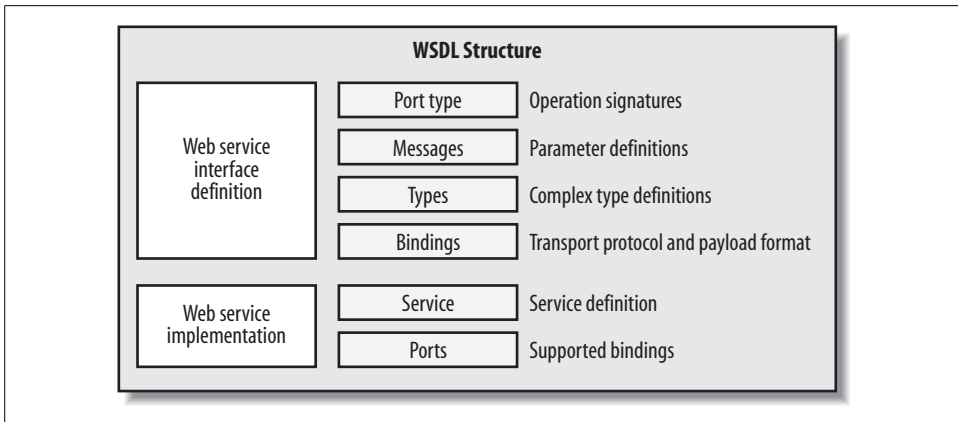 WSDL Structure
Web service
interface
definition
Port type
Operation signatures
Messages
Parameter definitions
Types
Complex type definitions
Bindings
Transport protocol and payload format
Web service
implementation
Service
Service definition
Ports
Supported bindings